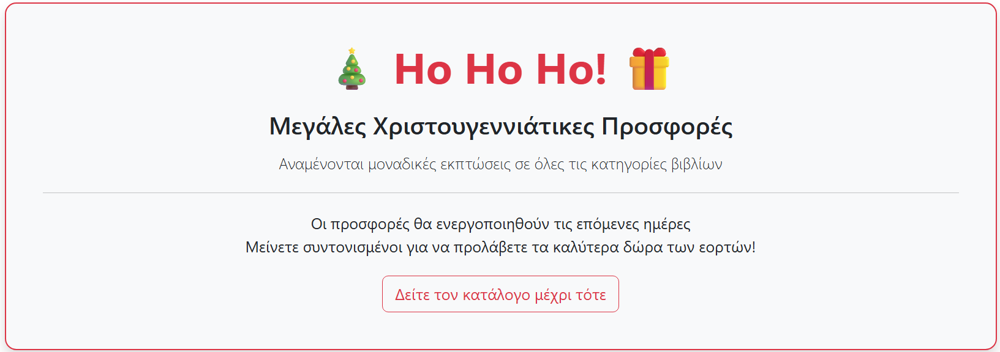 🎄 Ho Ho Ho! 🎁
Μεγάλες Χριστουγεννιάτικες Προσφορές
Αναμένονται μοναδικές εκπτώσεις σε όλες τις κατηγορίες βιβλίων
Οι προσφορές θα ενεργοποιηθούν τις επόμενες ημέρες
Μείνετε συντονισμένοι για να προλάβετε τα καλύτερα δώρα των εορτών!
Δείτε τον κατάλογο μέχρι τότε